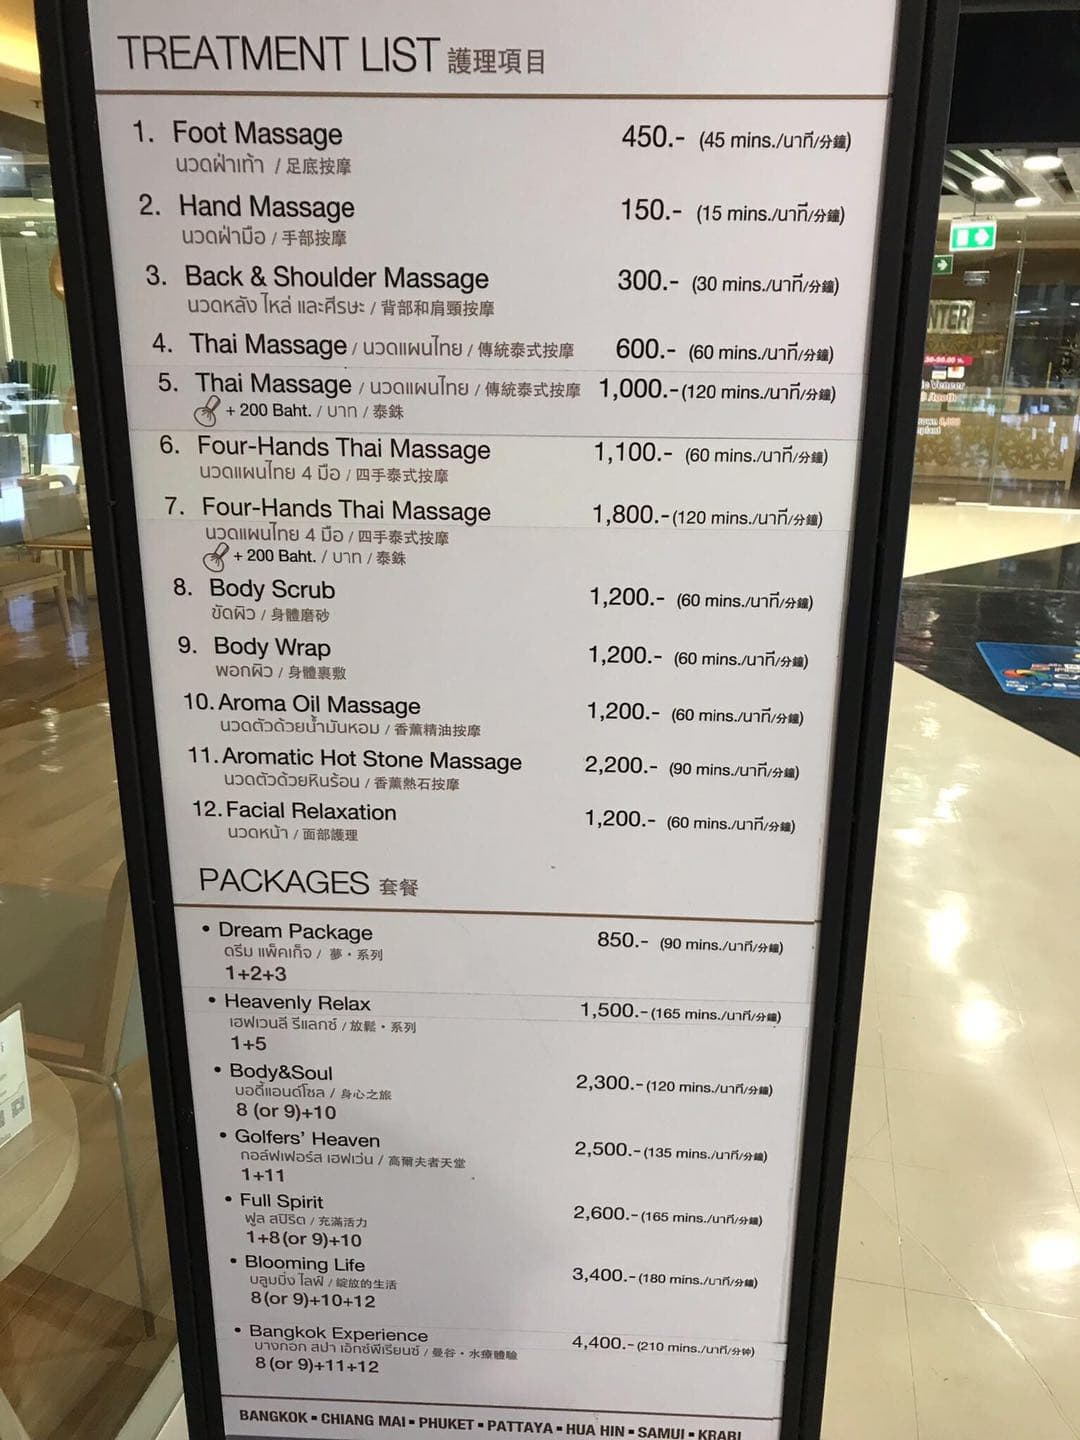 TREATMENT LIST 護理項目
1. Foot Massage 450.- (45 mins./นาที/分鐘)
นวดฝ่าเท้า / 足底按摩
2. Hand Massage 150.- (15 mins./นาที/分鐘)
นวดฝ่ามือ / 手部按摩
3. Back & Shoulder Massage 300.- (30 mins./นาที/分鐘)
นวดหลัง ไหล่ และศีรษะ / 背部和肩頸按摩
4. Thai Massage / นวดแผนไทย / 傳統泰式按摩 600.- (60 mins./นาที/分鐘)
5. Thai Massage / นวดแผนไทย / 傳統泰式按摩 1,000.- (120 mins./นาที/分鐘)
+ 200 Baht. / บาท / 泰銖
6. Four-Hands Thai Massage 1,100.- (60 mins./นาที/分鐘)
นวดแผนไทย 4 มือ / 四手泰式按摩
7. Four-Hands Thai Massage 1,800.- (120 mins./นาที/分鐘)
นวดแผนไทย 4 มือ / 四手泰式按摩
+ 200 Baht. / บาท / 泰銖
8. Body Scrub 1,200.- (60 mins./นาที/分鐘)
ขัดผิว / 身體磨砂
9. Body Wrap 1,200.- (60 mins./นาที/分鐘)
พอกผิว / 身體裹敷
10. Aroma Oil Massage 1,200.- (60 mins./นาที/分鐘)
นวดตัวด้วยน้ำมันหอม / 香薰精油按摩
11. Aromatic Hot Stone Massage 2,200.- (90 mins./นาที/分鐘)
นวดตัวด้วยหินร้อน / 香薰熱石按摩
12. Facial Relaxation 1,200.- (60 mins./นาที/分鐘)
นวดหน้า / 面部護理
PACKAGES 套餐
• Dream Package 850.- (90 mins./นาที/分鐘)
ดรีม แพ็คเก็จ / 夢・系列
1+2+3
• Heavenly Relax 1,500.- (165 mins./นาที/分鐘)
เฮฟเวนลี รีแลกซ์ / 放鬆・系列
1+5
• Body&Soul 2,300.- (120 mins./นาที/分鐘)
บอดี้แอนด์โซล / 身心之旅
8 (or 9)+10
• Golfers' Heaven 2,500.- (135 mins./นาที/分鐘)
กอล์ฟเฟอร์ส เฮฟเว่น / 高爾夫者天堂
1+11
• Full Spirit 2,600.- (165 mins./นาที/分鐘)
ฟูล สปิริต / 充滿活力
1+8(or 9)+10
• Blooming Life 3,400.- (180 mins./นาที/分鐘)
บลูมมิ่ง ไลฟ์ / 綻放的生活
8(or 9)+10+12
• Bangkok Experience 4,400.- (210 mins./นาที/分钟)
บางกอก สปา เอ็กซ์พีเรียนซ์ / 曼谷・水療體驗
8 (or 9)+11+12
BANGKOK ▪ CHIANG MAI ▪ PHUKET ▪ PATTAYA ▪ HUA HIN ▪ SAMUI ▪ KRABI